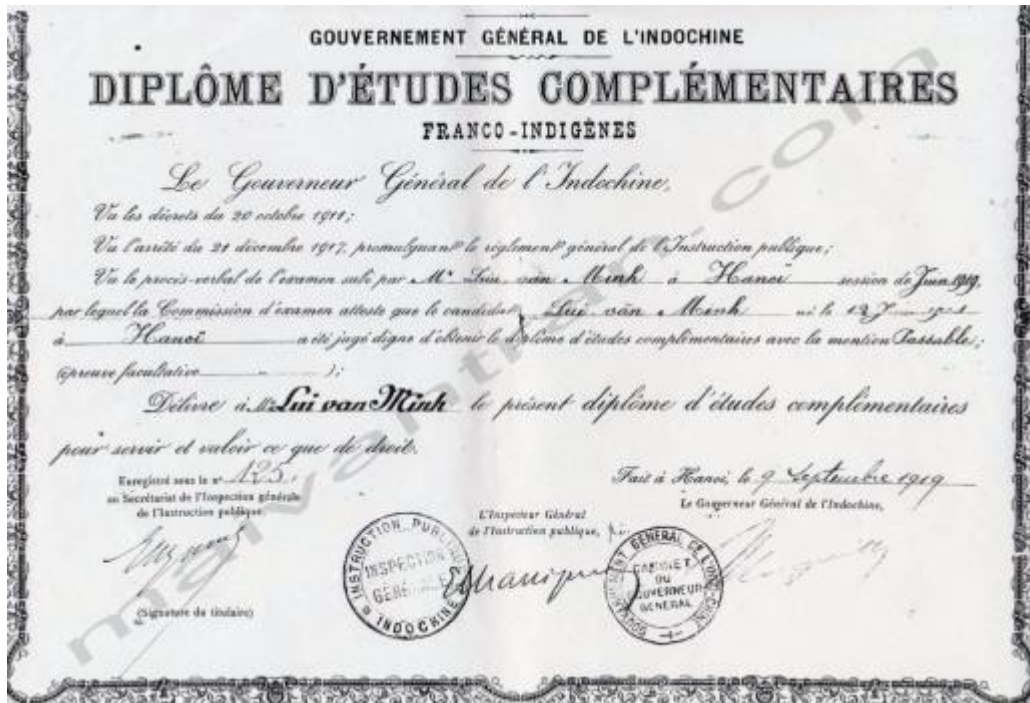 GOUVERNEMENT GÉNÉRAL DE L'INDOCHINE
DIPLÔME D'ÉTUDES COMPLÉMENTAIRES
FRANCO-INDIGÈNES
Le Gouverneur Général de l'Indochine,
Vu les décrets du 20 octobre 1911;
Vu l'arrêté du 21 décembre 1917, promulguant le règlement général de l'Instruction publique;
Vu le procès-verbal de l'examen subi par Mr Lui văn Minh à Hanoï session de Juin 1919,
par lequel la Commission d'examen atteste que le candidat Lui văn Minh né le
à Hanoï a été jugé digne d'obtenir le diplôme d'études complémentaires avec la mention Passable;
(épreuve facultative );
Délivre à Mr Lui van Minh le présent diplôme d'études complémentaires
pour servir et valoir ce que de droit.
Enregistré sous le n° 125,
au Secrétariat de l'Inspection générale
de l'Instruction publique,
(Signature du titulaire)
Fait à Hanoï, le 9 Septembre 1919
Le Gouverneur Général de l'Indochine,
L'Inspecteur Général
de l'Instruction publique,
INSTRUCTION PUBLIQUE
INSPECTION
GÉNÉRALE
INDOCHINE
GOUVERNEMENT GÉNÉRAL DE L'INDOCHINE
CABINET
DU
GOUVERNEUR
GÉNÉRAL